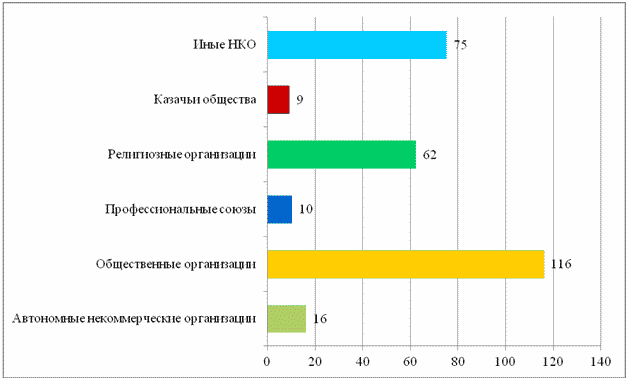 Иные НКО 75
Казачьи общества 9
Религиозные организации 62
Профессиональные союзы 10
Общественные организации 116
Автономные некоммерческие организации 16
0 20 40 60 80 100 120 140